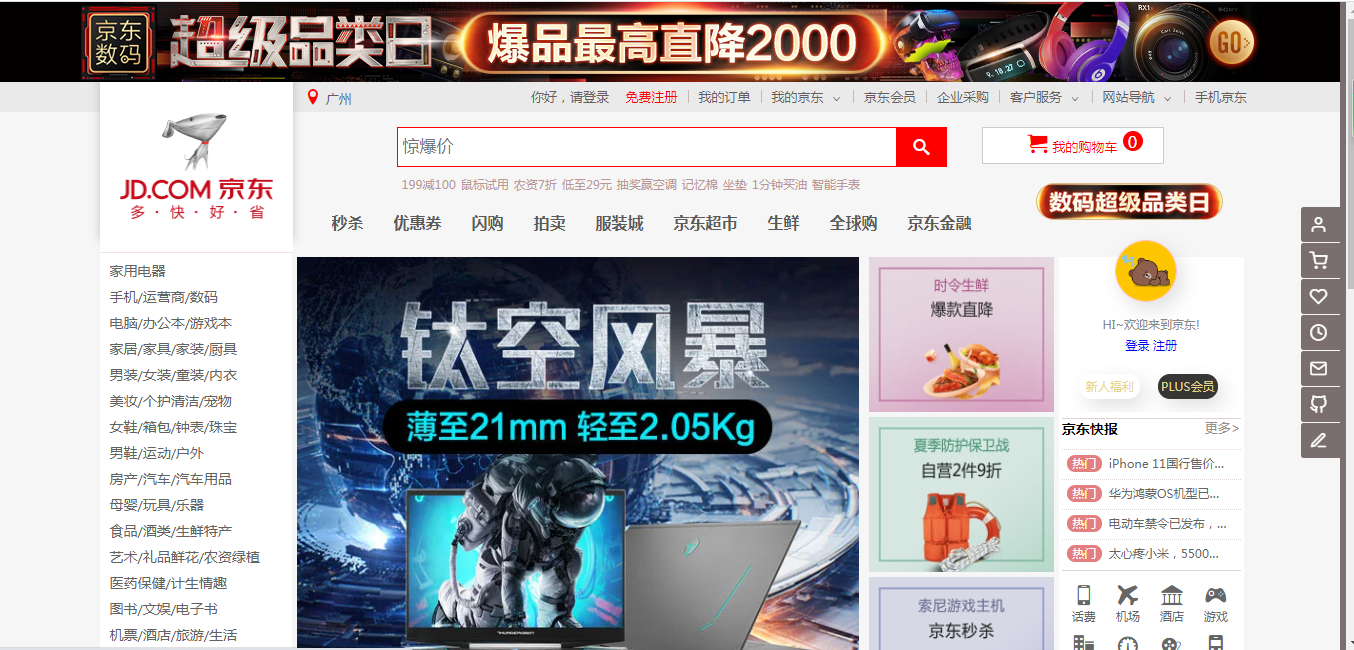 京东
数码
超级品类日
爆品最高直降2000
GO>
RX1
SONY
Carl Zeiss
9.18.27
广州
你好，请登录 免费注册 我的订单 我的京东 京东会员 企业采购 客户服务 网站导航 手机京东
JD.COM 京东
多·快·好·省
惊爆价
我的购物车 0
199减100 鼠标试用 农资7折 低至29元 抽奖赢空调 记忆棉 坐垫 1分钟买油 智能手表
数码超级品类日
秒杀 优惠券 闪购 拍卖 服装城 京东超市 生鲜 全球购 京东金融
家用电器
手机/运营商/数码
电脑/办公本/游戏本
家居/家具/家装/厨具
男装/女装/童装/内衣
美妆/个护清洁/宠物
女鞋/箱包/钟表/珠宝
男鞋/运动/户外
房产/汽车/汽车用品
母婴/玩具/乐器
食品/酒类/生鲜特产
艺术/礼品鲜花/农资绿植
医药保健/计生情趣
图书/文娱/电子书
机票/酒店/旅游/生活
钛空风暴
薄至21mm 轻至2.05Kg
THUNDEROBOT
时令生鲜
爆款直降
夏季防护保卫战
自营2件9折
索尼游戏主机
京东秒杀
HI~欢迎来到京东!
登录 注册
新人福利 PLUS会员
京东快报 更多>
热门 iPhone 11国行售价...
热门 华为鸿蒙OS机型已...
热门 电动车禁令已发布，...
热门 太心疼小米，5500...
话费 机场 酒店 游戏